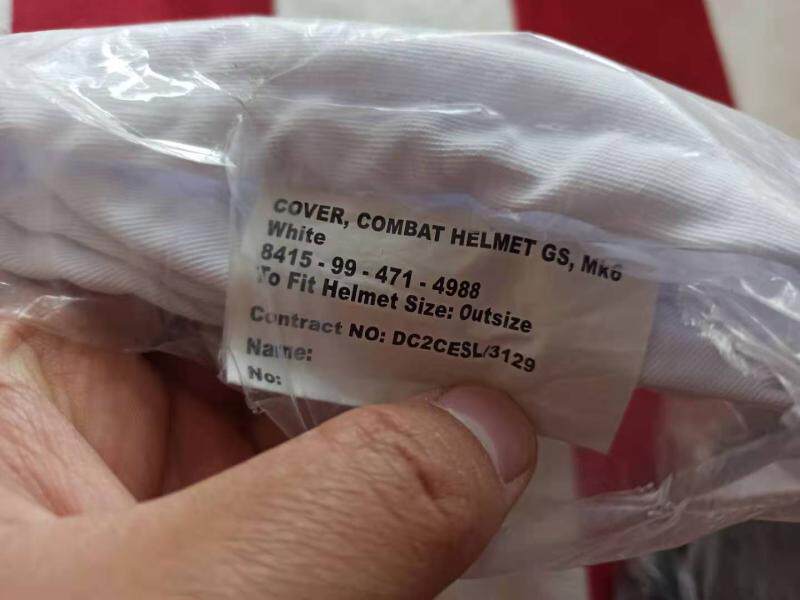 COVER, COMBAT HELMET GS, Mk6
White
8415 - 99 - 471 - 4988
To Fit Helmet Size: Outsize
Contract NO: DC2CESL/3129
Name:
No: